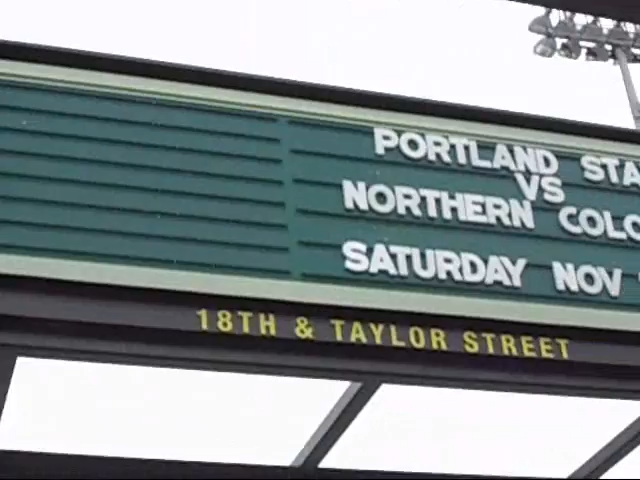 PORTLAND STA
VS
NORTHERN COLO
SATURDAY NOV
18TH & TAYLOR STREET